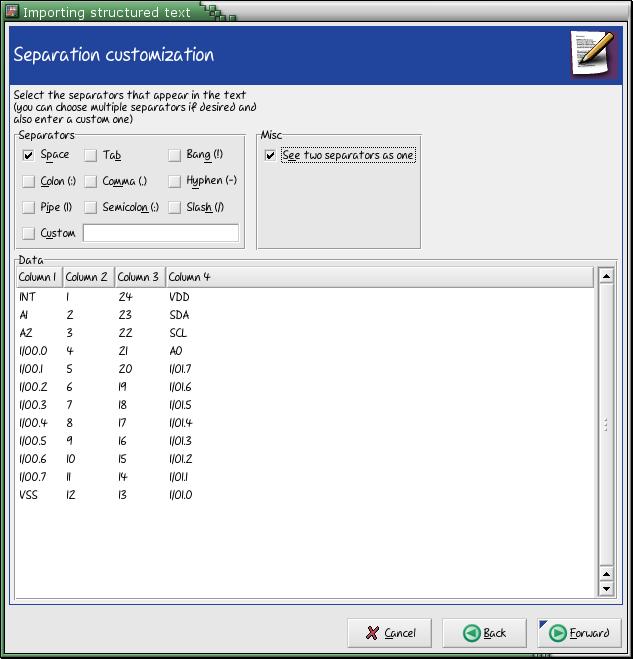 Importing structured text
Separation customization
Select the separators that appear in the text
(you can choose multiple separators if desired and
also enter a custom one)
Separators
Space Tab Bang (!)
Colon (:) Comma (,) Hyphen (-)
Pipe (|) Semicolon (;) Slash (/)
Custom
Misc
See two separators as one
Data
Column 1 Column 2 Column 3 Column 4
INT 1 24 VDD
A1 2 23 SDA
A2 3 22 SCL
I/O0.0 4 21 A0
I/O0.1 5 20 I/O1.7
I/O0.2 6 19 I/O1.6
I/O0.3 7 18 I/O1.5
I/O0.4 8 17 I/O1.4
I/O0.5 9 16 I/O1.3
I/O0.6 10 15 I/O1.2
I/O0.7 11 14 I/O1.1
VSS 12 13 I/O1.0
Cancel Back Forward